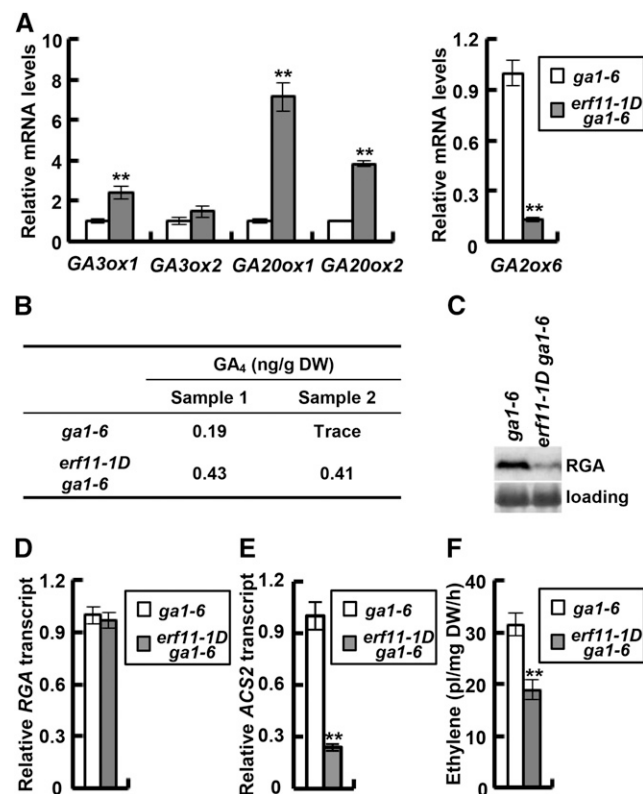 A
Relative mRNA levels
10
8
6
4
2
0
**
**
**
GA3ox1 GA3ox2 GA20ox1 GA20ox2
Relative mRNA levels
1.2
0.9
0.6
0.3
0
**
GA2ox6
ga1-6
erf11-1D
ga1-6
B
GA₄ (ng/g DW)
Sample 1 Sample 2
ga1-6 0.19 Trace
erf11-1D
ga1-6 0.43 0.41
C
ga1-6
erf11-1D ga1-6
RGA
loading
D
Relative RGA transcript
1.2
0.9
0.6
0.3
0
ga1-6
erf11-1D
ga1-6
E
Relative ACS2 transcript
1.2
0.9
0.6
0.3
0
**
ga1-6
erf11-1D
ga1-6
F
Ethylene (pl/mg DW/h)
40
30
20
10
0
**
ga1-6
erf11-1D
ga1-6